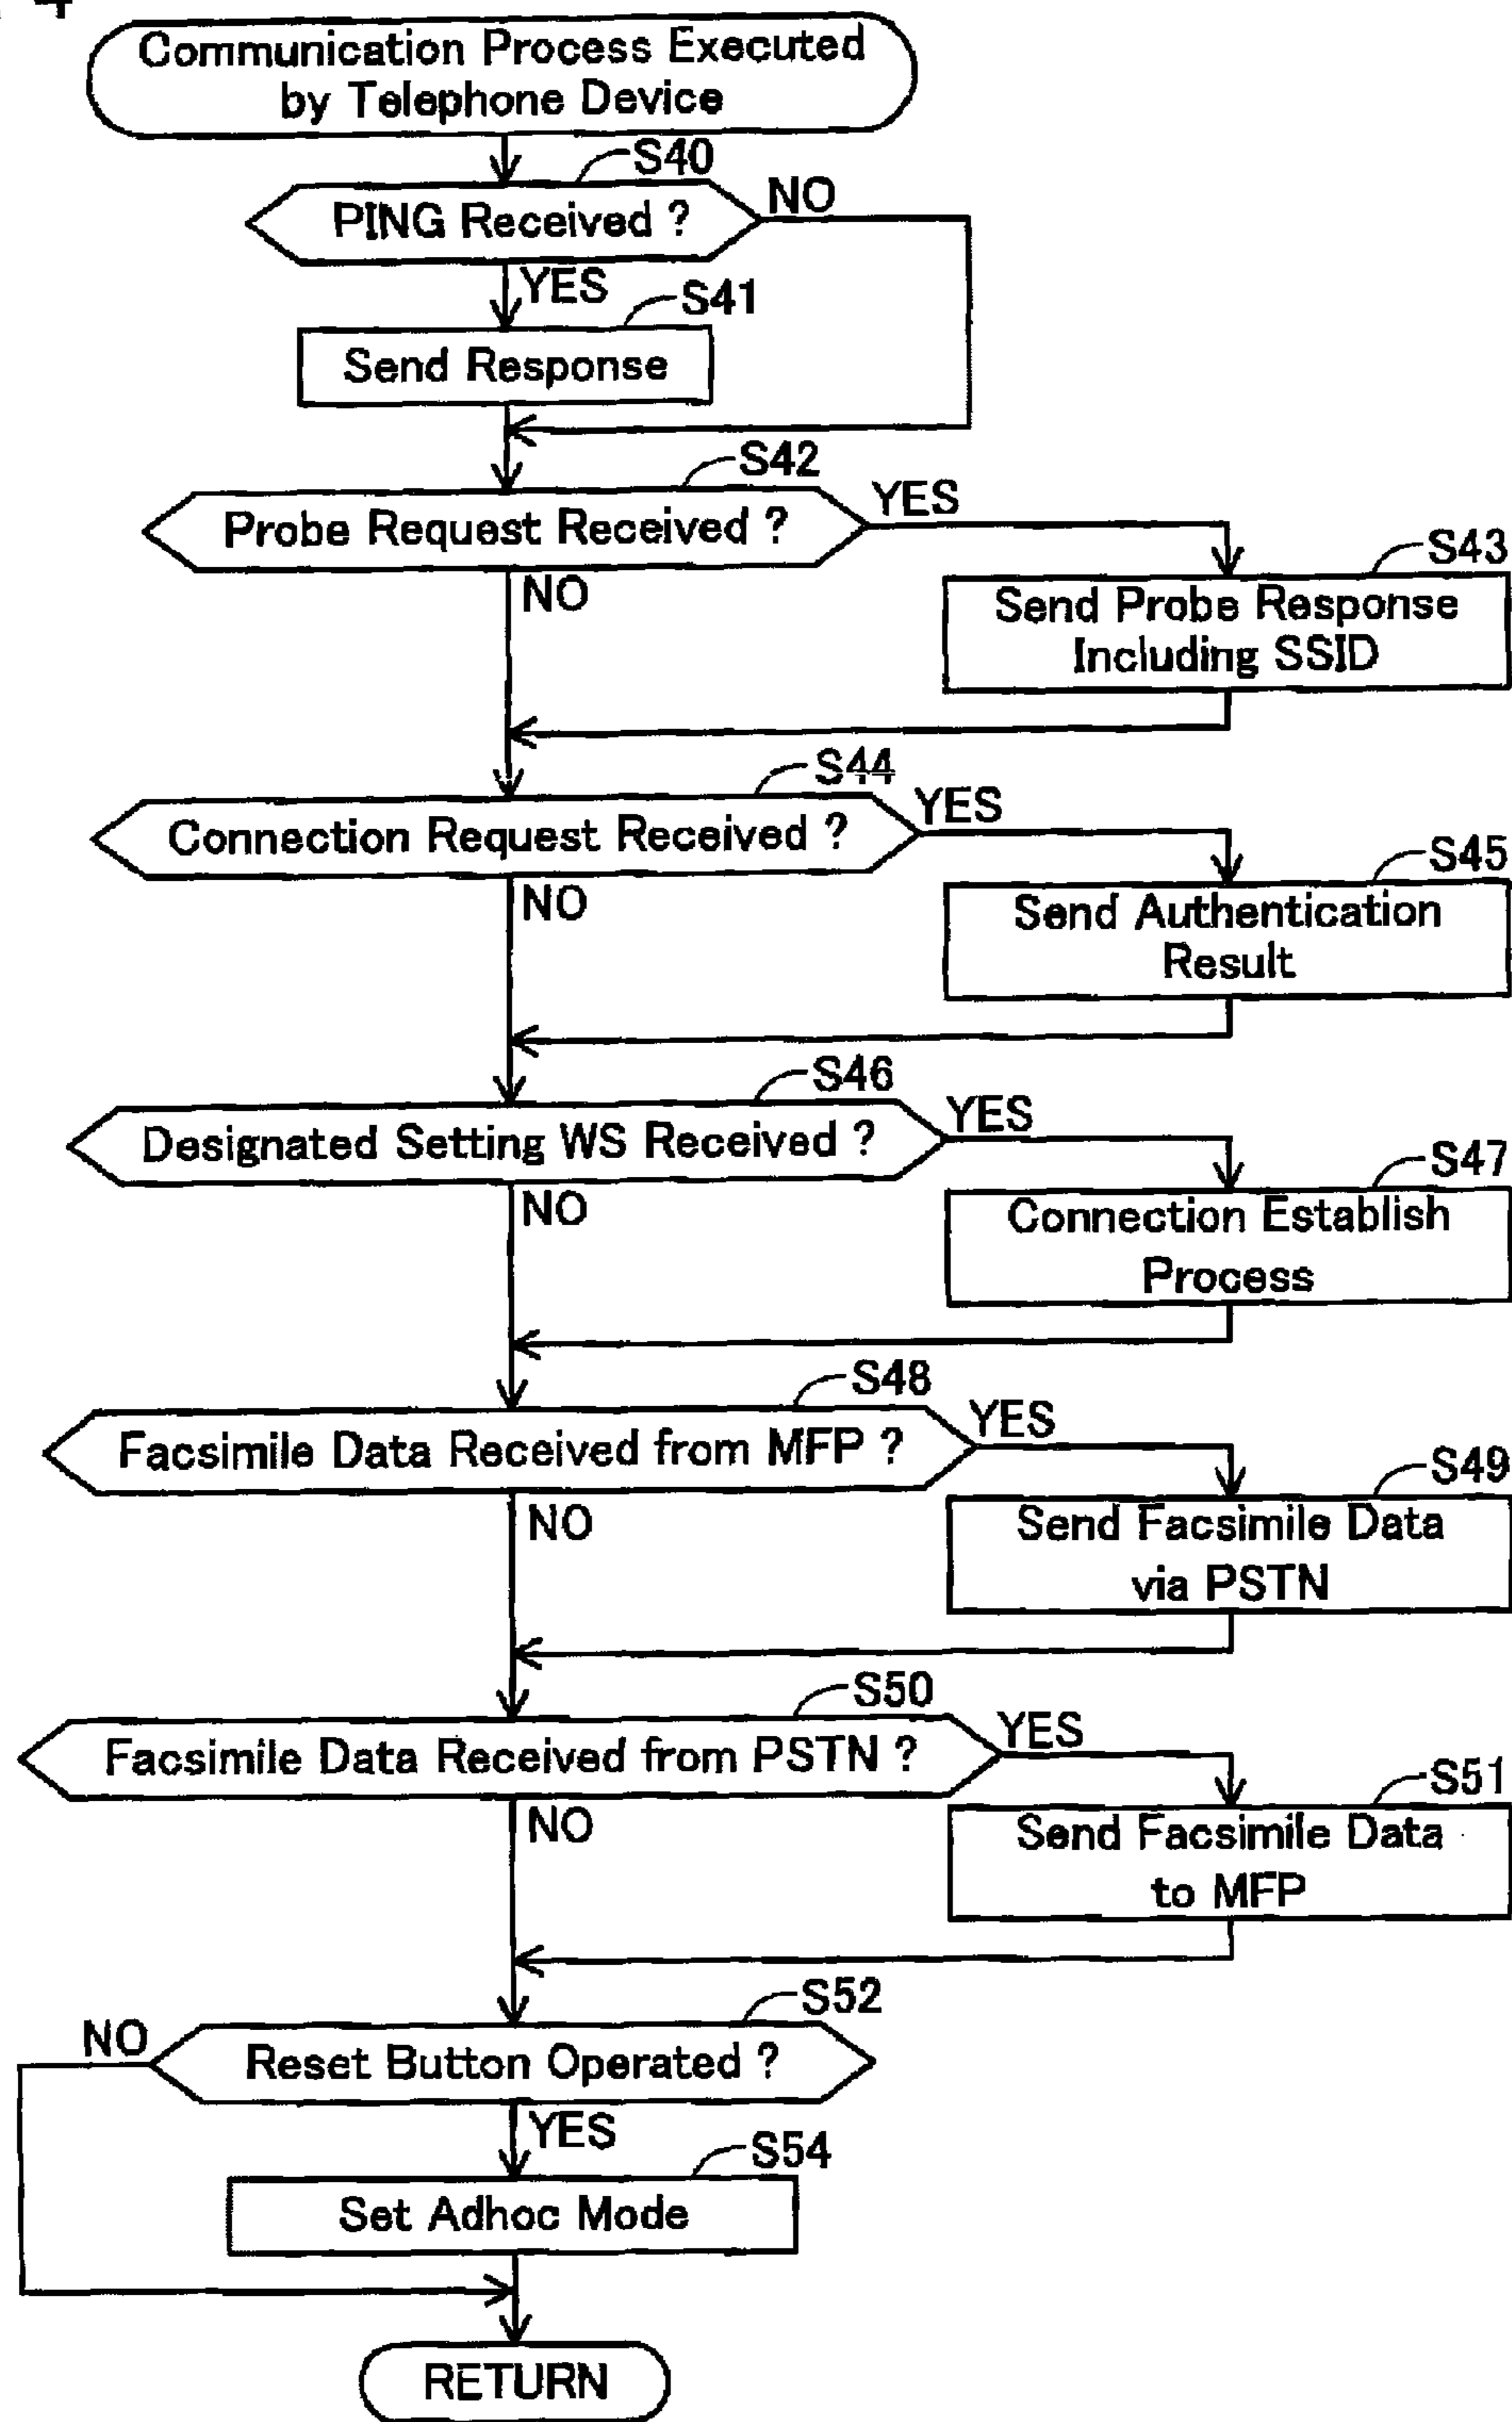 4
Communication Process Executed
by Telephone Device
S40
PING Received ?
NO
YES
S41
Send Response
S42
Probe Request Received ?
YES
NO
S43
Send Probe Response
Including SSID
S44
Connection Request Received ?
YES
NO
S45
Send Authentication
Result
S46
Designated Setting WS Received ?
YES
NO
S47
Connection Establish
Process
S48
Facsimile Data Received from MFP ?
YES
NO
S49
Send Facsimile Data
via PSTN
S50
Facsimile Data Received from PSTN ?
YES
NO
S51
Send Facsimile Data
to MFP
S52
NO
Reset Button Operated ?
YES
S54
Set Adhoc Mode
RETURN